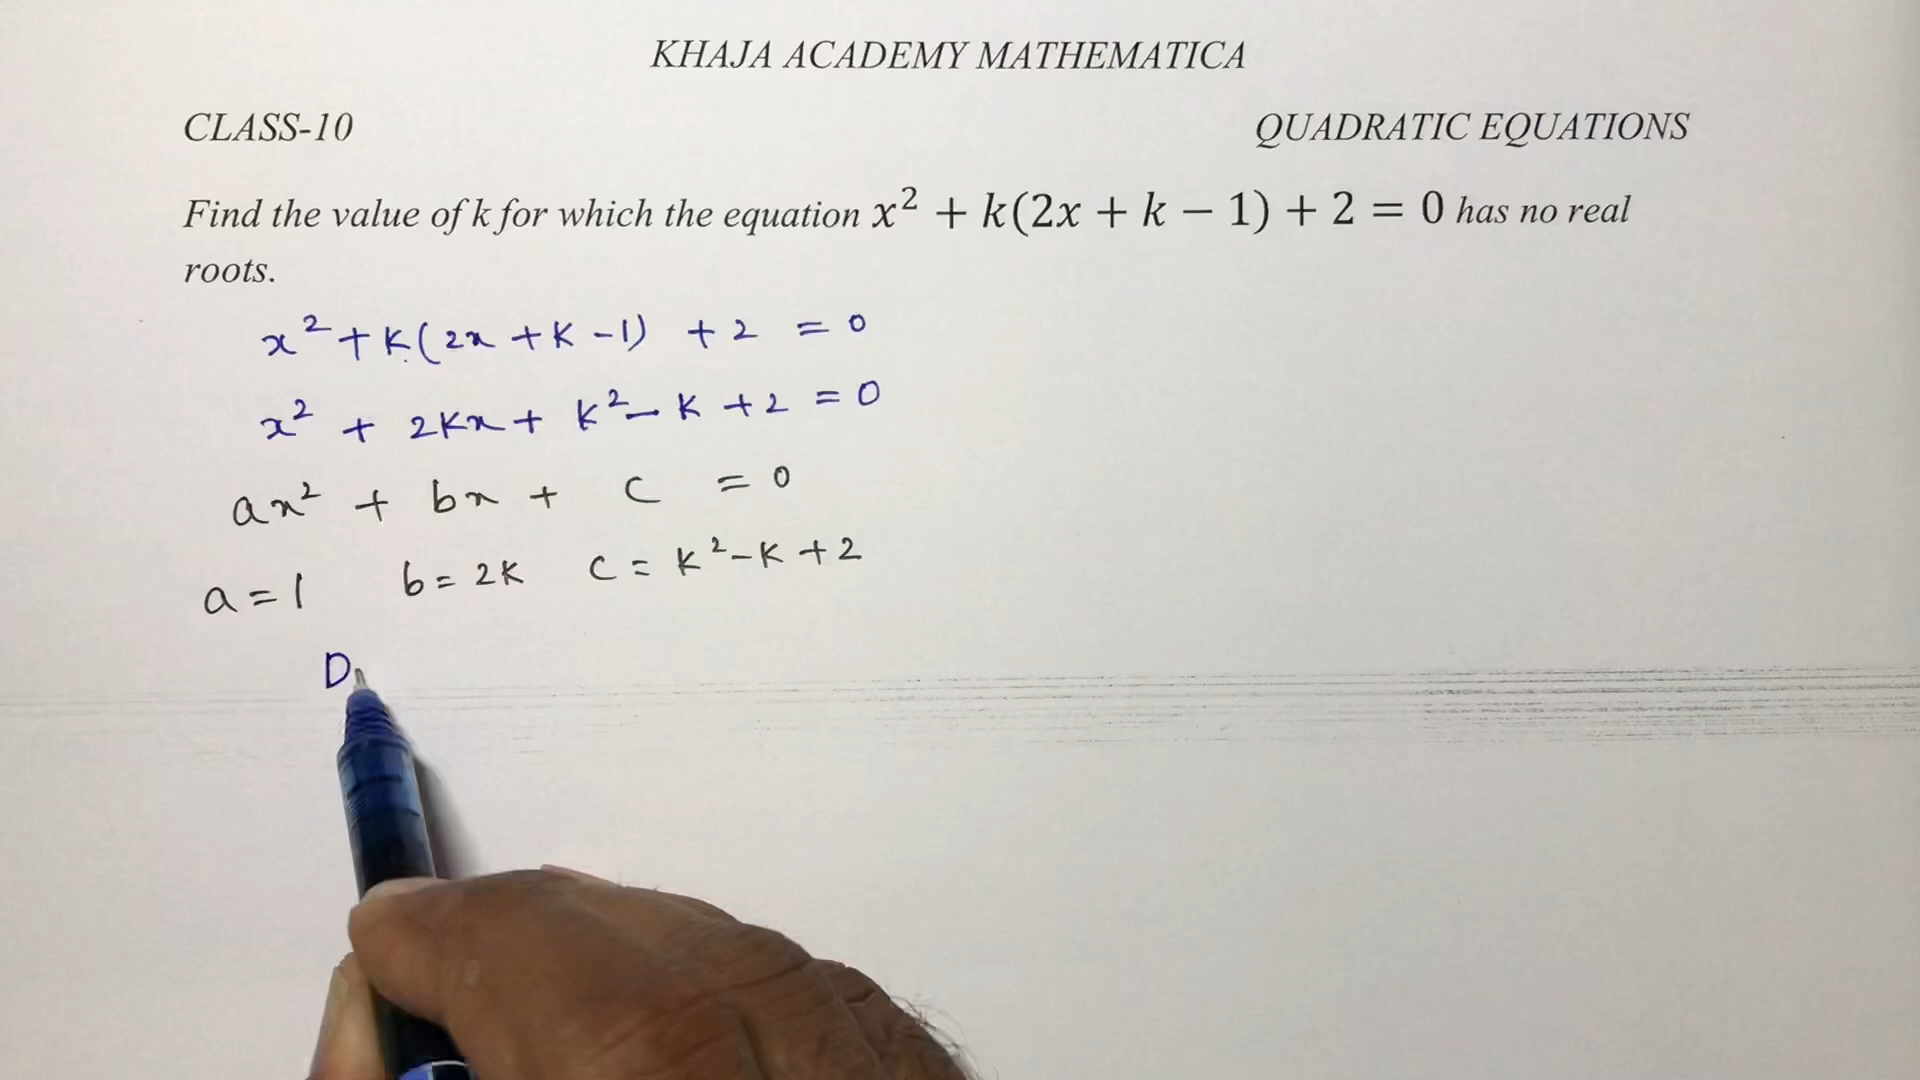 KHAJA ACADEMY MATHEMATICA
CLASS-10 QUADRATIC EQUATIONS
Find the value of k for which the equation x² + k(2x + k − 1) + 2 = 0 has no real
roots.
x² + K(2x + K − 1) + 2 = 0
x² + 2Kx + K² − K + 2 = 0
ax² + bx + C = 0
a = 1 b = 2K C = K² − K + 2
D